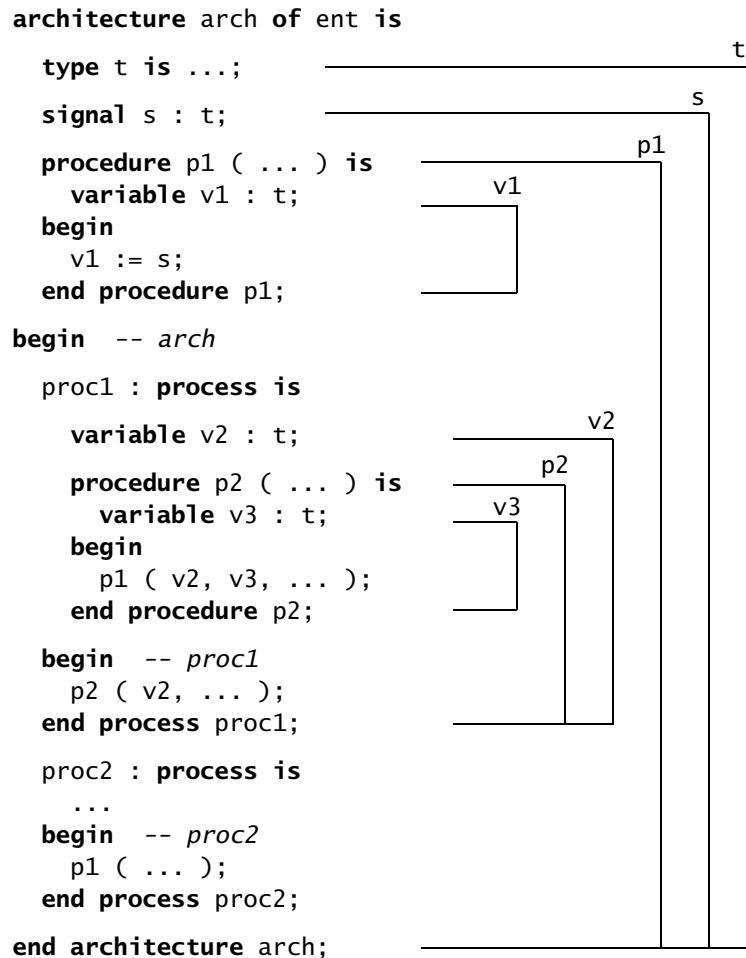 architecture arch of ent is
t
type t is ...;
s
signal s : t;
p1
procedure p1 ( ... ) is
v1
variable v1 : t;
begin
v1 := s;
end procedure p1;
begin -- arch
proc1 : process is
v2
variable v2 : t;
p2
procedure p2 ( ... ) is
v3
variable v3 : t;
begin
p1 ( v2, v3, ... );
end procedure p2;
begin -- proc1
p2 ( v2, ... );
end process proc1;
proc2 : process is
...
begin -- proc2
p1 ( ... );
end process proc2;
end architecture arch;